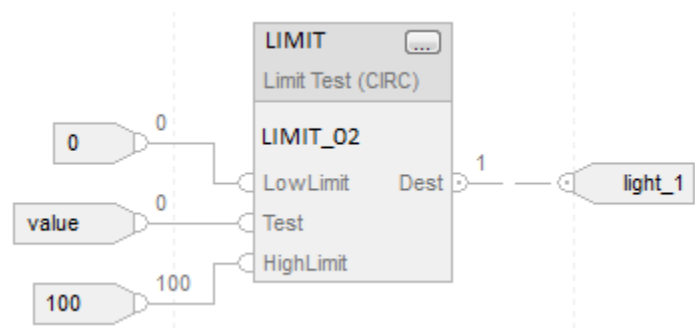 LIMIT ...
Limit Test (CIRC)
LIMIT_02
0 0
LowLimit Dest 1 light_1
value 0 Test
100 100 HighLimit